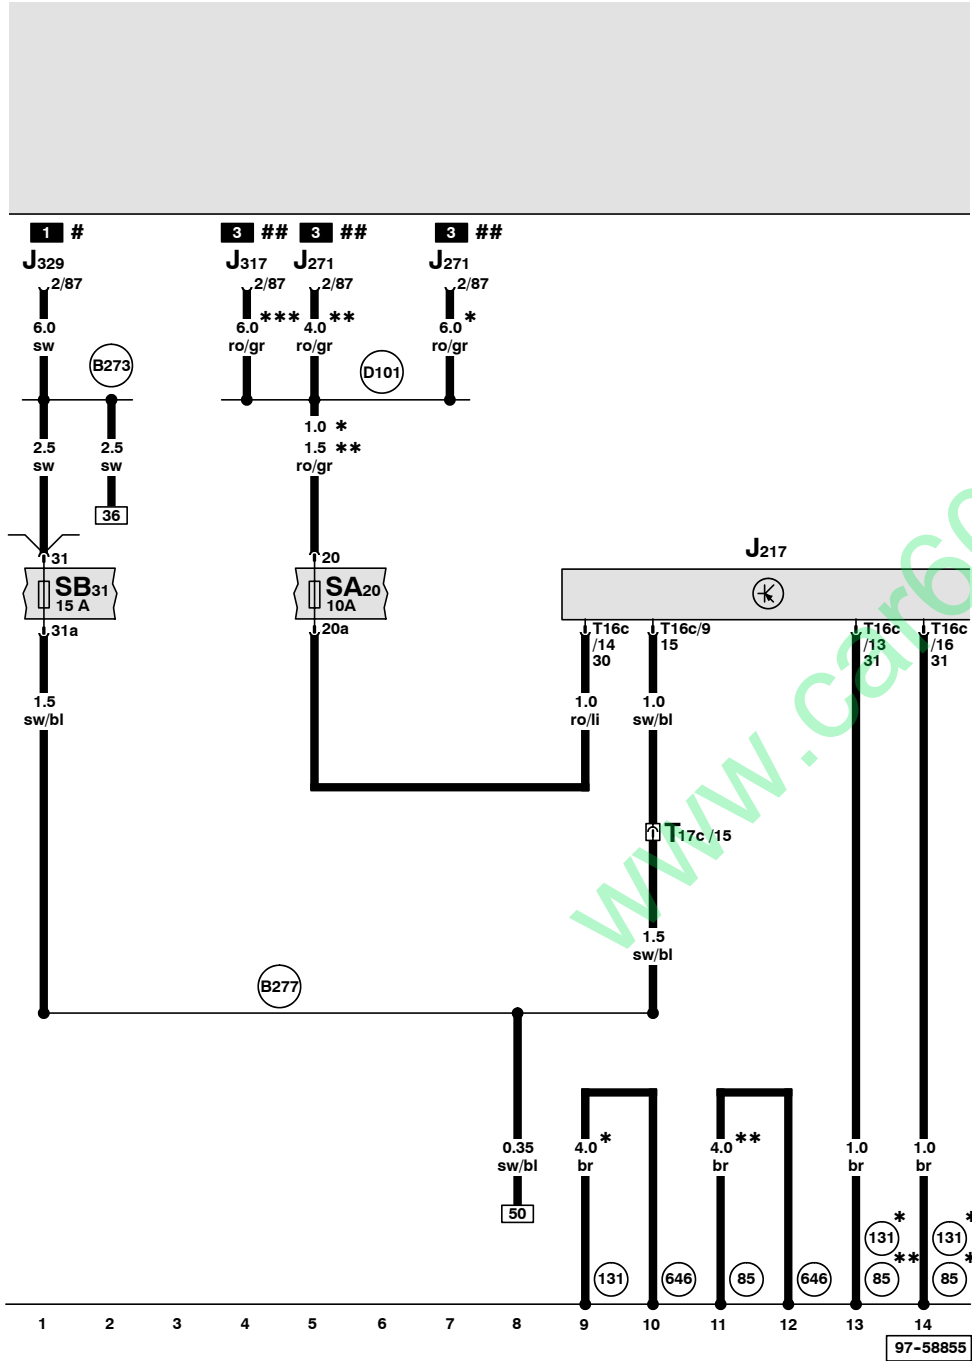 1 # 3 ## 3 ## 3 ##
J329 J317 J271 J271
2/87 2/87 2/87 2/87
6.0 6.0 *** 4.0 ** 6.0 *
sw ro/gr ro/gr ro/gr
B273 D101
1.0 *
2.5 2.5 1.5 **
sw sw ro/gr
36
J217
31 20
SB31 SA20
15 A 10A
31a 20a T16c T16c/9 T16c T16c
/14 15 /13 /16
30 31 31
1.5 1.0 1.0
sw/bl ro/li sw/bl
T17c /15
1.5
sw/bl
B277
0.35 4.0 * 4.0 ** 1.0 1.0
sw/bl br br br br
50
* *
131 131
** *
131 646 85 646 85 85
1 2 3 4 5 6 7 8 9 10 11 12 13 14
97-58855